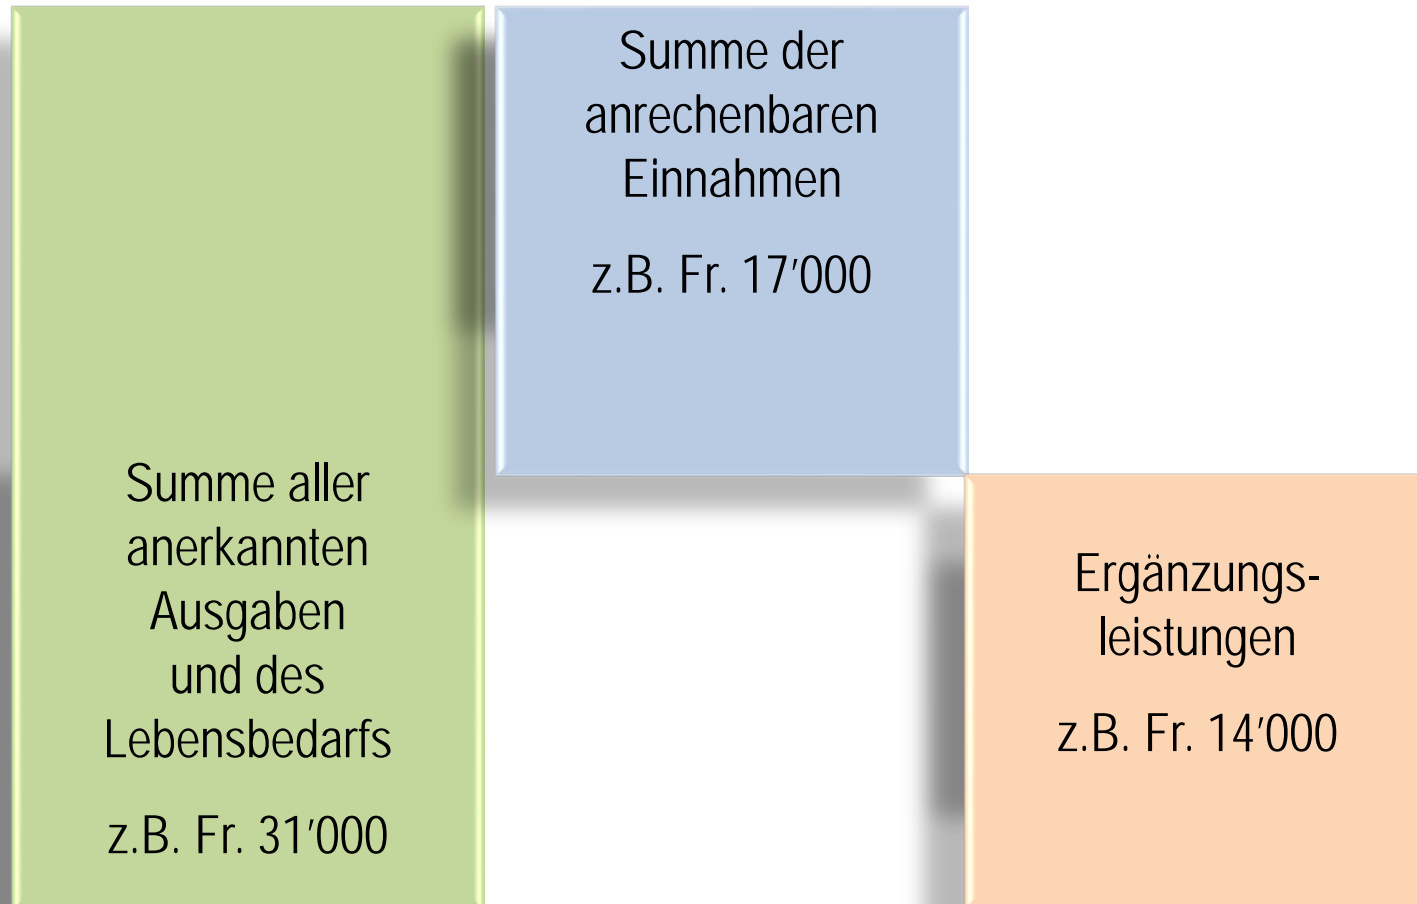 Summe aller
anerkannten
Ausgaben
und des
Lebensbedarfs
z.B. Fr. 31'000
Summe der
anrechenbaren
Einnahmen
z.B. Fr. 17'000
Ergänzungs-
leistungen
z.B. Fr. 14'000